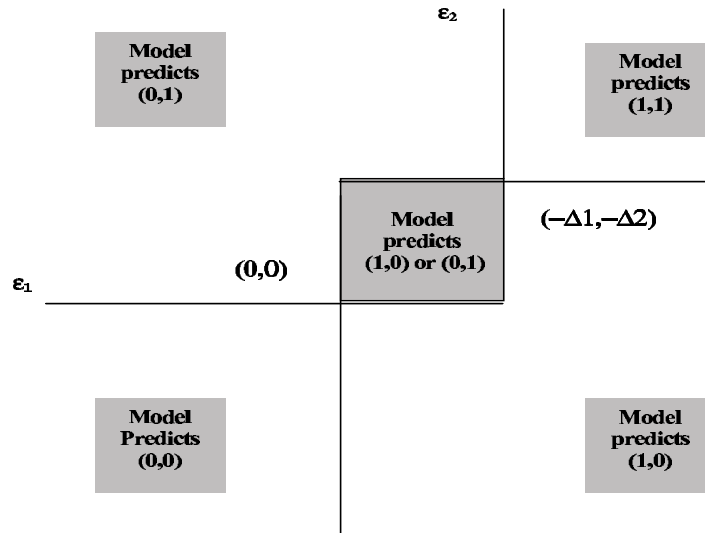 ε₂
Model
predicts
(0,1)
Model
predicts
(1,1)
Model
predicts
(1,0) or (0,1)
(−Δ1,−Δ2)
(0,0)
ε₁
Model
Predicts
(0,0)
Model
predicts
(1,0)